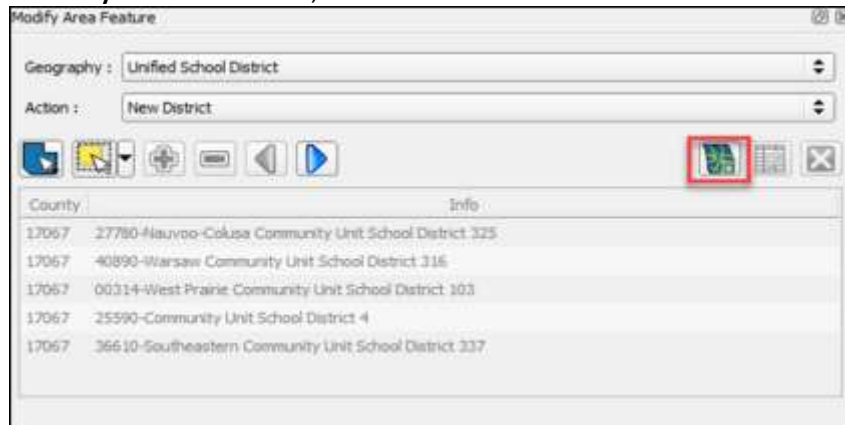 Modify Area Feature
Geography : Unified School District
Action : New District
County Info
17067 27780-Nauvoo-Colusa Community Unit School District 325
17067 40890-Warsaw Community Unit School District 316
17067 00314-West Prairie Community Unit School District 103
17067 25590-Community Unit School District 4
17067 36610-Southeastern Community Unit School District 337